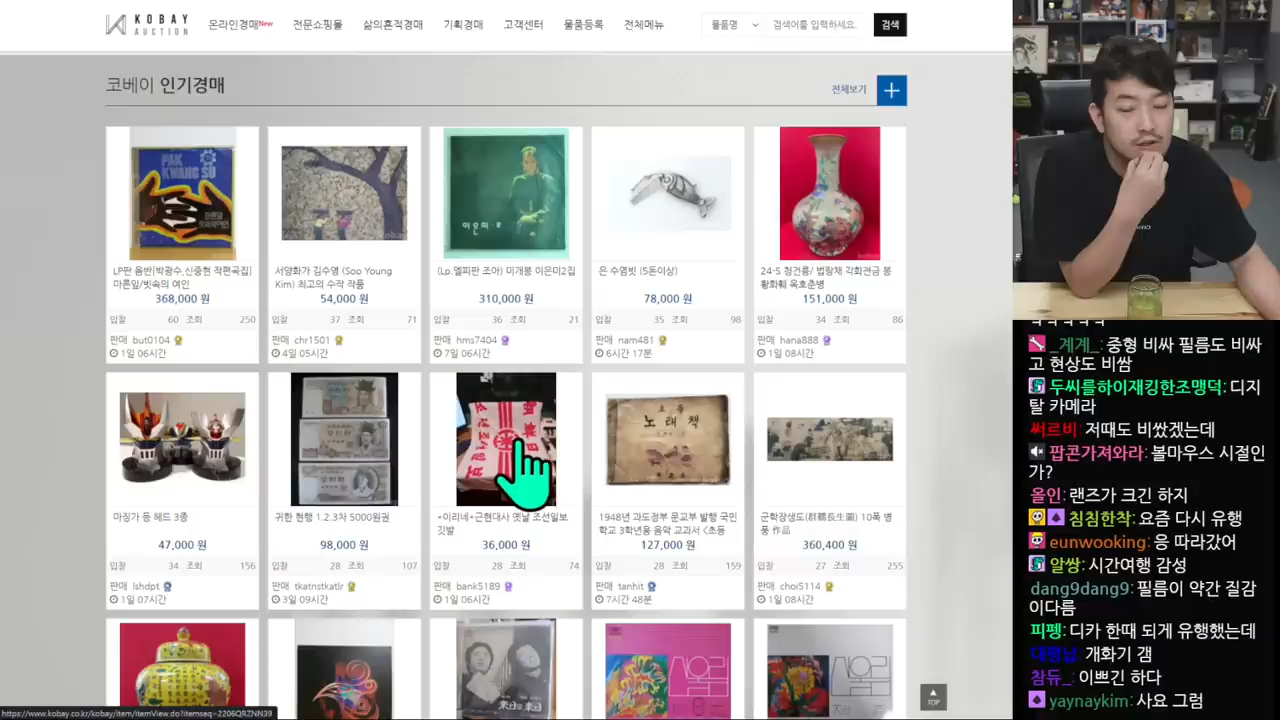 KOBAY
AUCTION
온라인경매New
전문쇼핑몰
삶의흔적경매
기획경매
고객센터
물품등록
전체메뉴
물품명
검색어를 입력하세요.
검색
코베이 인기경매
전체보기
PAK
KWANG SU
이은미·2
LP판 음반[박광수,신중현 작편곡집]
마른잎/빗속의 여인
368,000 원
입찰 60 조회 250
판매 but0104
1일 06시간
서양화가 김수영 (Soo Young
Kim) 최고의 수작 작품
54,000 원
입찰 37 조회 71
판매 chr1501
4일 05시간
(Lp.엘피판 조아) 미개봉 이은미2집
310,000 원
입찰 36 조회 21
판매 hms7404
7일 06시간
은 수염빗 (5돈이상)
78,000 원
입찰 35 조회 98
판매 nam481
6시간 17분
24-5 청건륭/ 법랑채 각화전금 봉
황화훼 옥호춘병
151,000 원
입찰 34 조회 86
판매 hana888
1일 08시간
노래책
마징가 등 헤드 3종
47,000 원
입찰 34 조회 156
판매 lshdpt
1일 07시간
귀한 현행 1.2.3차 5000원권
98,000 원
입찰 28 조회 107
판매 tkatnstkatlr
3일 09시간
*이리네*근현대사 옛날 조선일보
깃발
36,000 원
입찰 28 조회 74
판매 bank5189
1일 06시간
1948년 과도정부 문교부 발행 국민
학교 3학년용 음악 교과서 <초등
127,000 원
입찰 28 조회 159
판매 tanhit
7시간 48분
군학장생도(群鶴長生圖) 10폭 병
풍 作品
360,400 원
입찰 27 조회 255
판매 choi5114
1일 08시간
TOP
https://www.kobay.co.kr/kobay/item/itemView.do?itemseq=2206QRZNN39
_계계_: 중형 비싸 필름도 비싸
고 현상도 비쌈
두씨를하이재킹한조맹덕: 디지
탈 카메라
써르비: 저때도 비쌌겠는데
팝콘가져와라: 볼마우스 시절인
가?
올인: 랜즈가 크긴 하지
침침한착: 요즘 다시 유행
eunwooking: 응 따라갔어
알쌍: 시간여행 감성
dang9dang9: 필름이 약간 질감
이다름
피펭: 디카 한때 되게 유행했는데
개화기 갬
참듀_: 이쁘긴 하다
yaynaykim: 사요 그럼